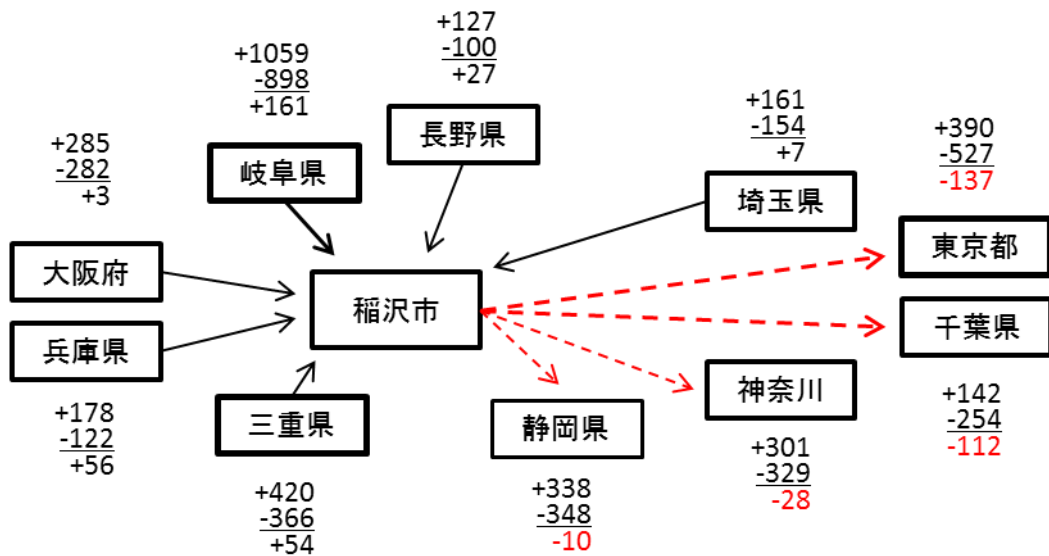 +127
-100
+27
長野県
+1059
-898
+161
岐阜県
+161
-154
+7
埼玉県
+390
-527
-137
東京都
+285
-282
+3
大阪府
稲沢市
兵庫県
+178
-122
+56
千葉県
+142
-254
-112
三重県
+420
-366
+54
静岡県
+338
-348
-10
神奈川
+301
-329
-28